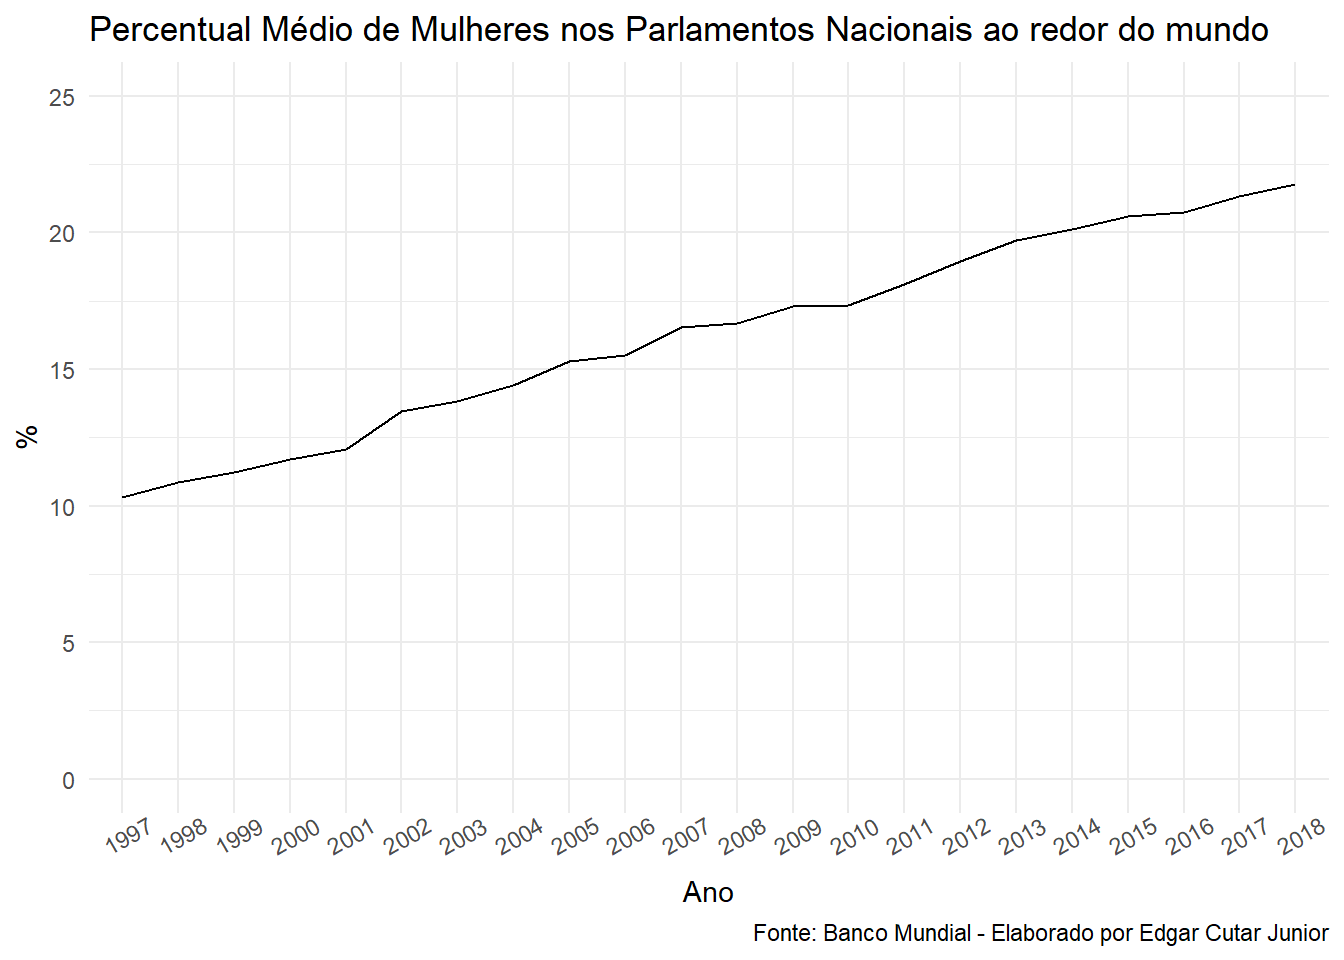 Percentual Médio de Mulheres nos Parlamentos Nacionais ao redor do mundo
25
20
15
10
5
0
%
1997 1998 1999 2000 2001 2002 2003 2004 2005 2006 2007 2008 2009 2010 2011 2012 2013 2014 2015 2016 2017 2018
Ano
Fonte: Banco Mundial - Elaborado por Edgar Cutar Junior